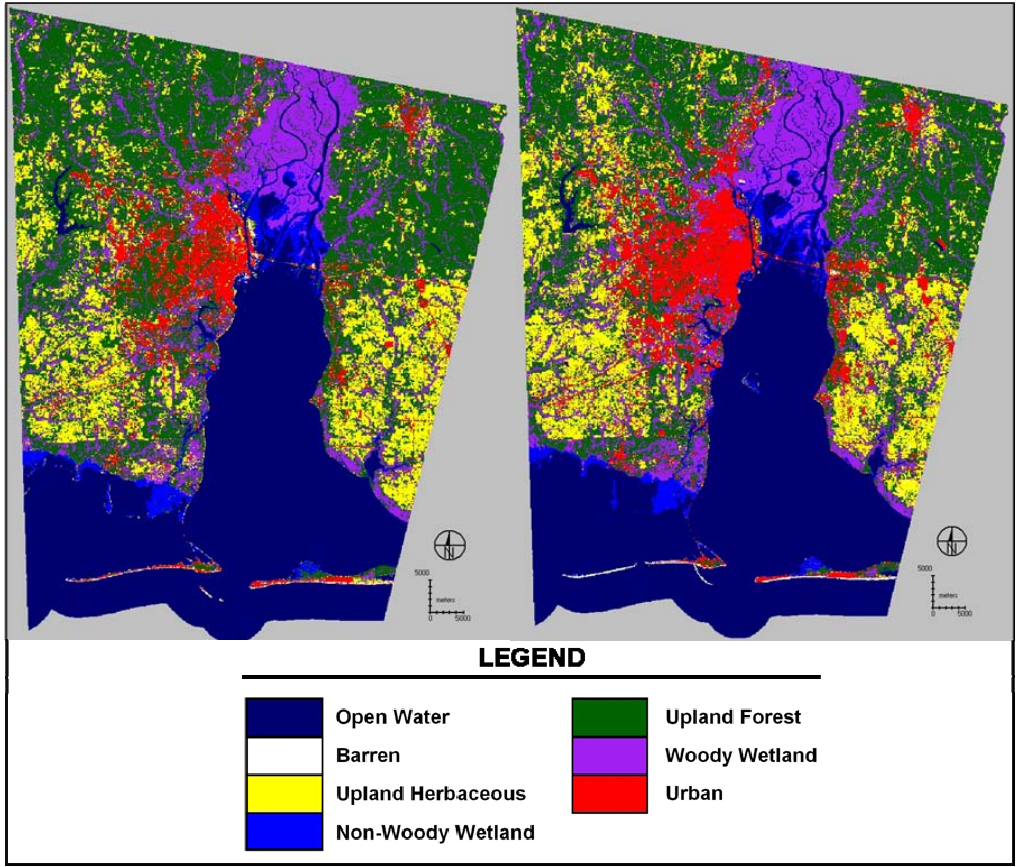 N
5000
meters
0 5000
N
5000
meters
0 5000
LEGEND
Open Water
Barren
Upland Herbaceous
Non-Woody Wetland
Upland Forest
Woody Wetland
Urban